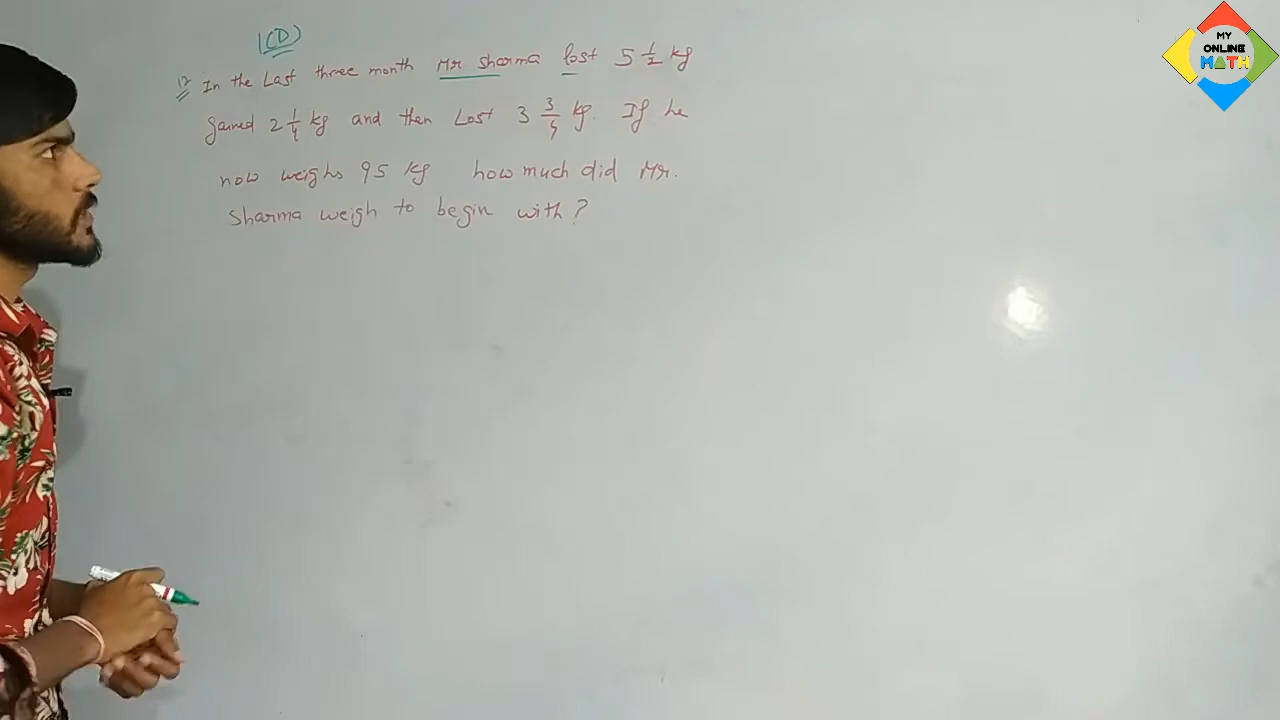 1(D)
12 In the Last three month Mr Sharma lost 5 1/2 kg
gained 2 1/4 kg and then Lost 3 3/4 kg. If he
now weighs 95 kg how much did Mr.
Sharma weigh to begin with?
MY
ONLINE
MATH